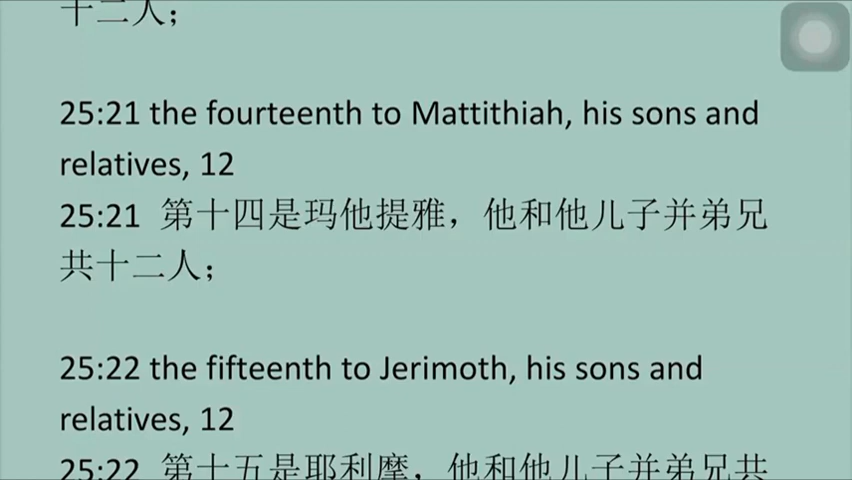 十二人；
25:21 the fourteenth to Mattithiah, his sons and
relatives, 12
25:21 第十四是玛他提雅，他和他儿子并弟兄
共十二人；
25:22 the fifteenth to Jerimoth, his sons and
relatives, 12
25:22 第十五是耶利摩，他和他儿子并弟兄共